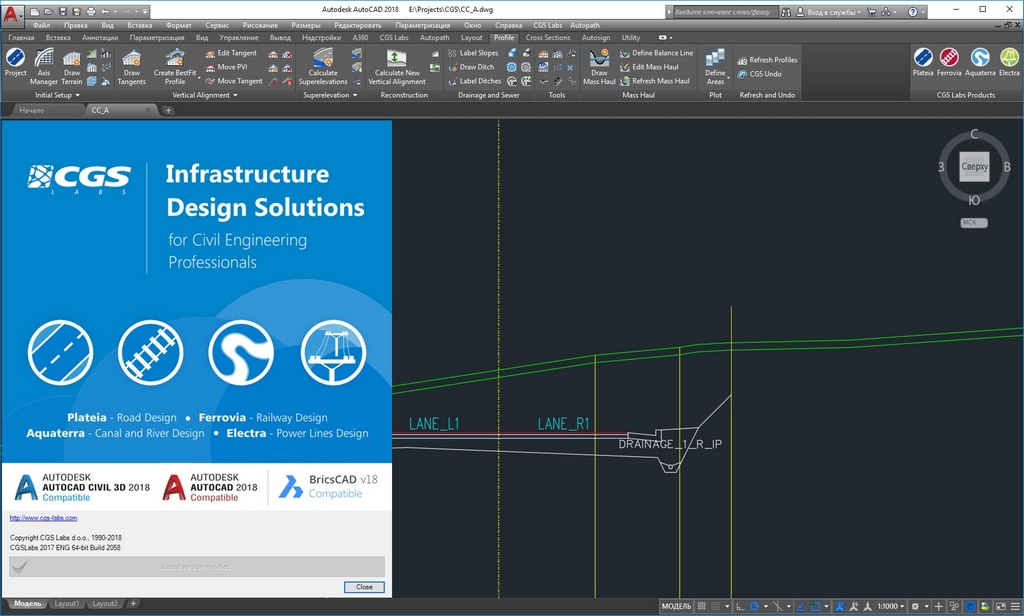 Autodesk AutoCAD 2018 E:\Projects\CGS\CC_A.dwg
Введите ключевое слово/фразу
Вход в службы
Файл Правка Вид Вставка Формат Сервис Рисование Размеры Редактировать Параметризация Окно Справка CGS Labs Autopath
Главная Вставка Аннотации Параметризация Вид Управление Вывод Надстройки A360 CGS Labs Autopath Layout Profile Cross Sections Autosign Utility
Project
Axis Manager
Draw Terrain
Initial Setup
Draw Tangents
Create BestFit Profile
Edit Tangent
Move PVI
Move Tangent
Vertical Alignment
Calculate Superelevations
Superelevation
Calculate New Vertical Alignment
Reconstruction
Label Slopes
Draw Ditch
Label Ditches
Drainage and Sewer
Tools
Draw Mass Haul
Define Balance Line
Edit Mass Haul
Refresh Mass Haul
Mass Haul
Define Areas
Plot
Refresh Profiles
CGS Undo
Refresh and Undo
Plateia Ferrovia Aquaterra Electra
CGS Labs Products
Начало CC_A
CGS
LABS
Infrastructure
Design Solutions
for Civil Engineering
Professionals
Plateia - Road Design • Ferrovia - Railway Design
Aquaterra - Canal and River Design • Electra - Power Lines Design
AUTODESK
AUTOCAD CIVIL 3D 2018
Compatible
AUTODESK
AUTOCAD 2018
Compatible
BricsCAD v18
Compatible
http://www.cgs-labs.com
Copyright CGS Labs d.o.o., 1990-2018
CGSLabs 2017 ENG 64-bit Build 2058
Latest version installed
Close
LANE_L1
LANE_R1
DRAINAGE_1_R_IP
С
З
Сверху
В
Ю
МСК
Модель Layout1 Layout2
МОДЕЛЬ
1:1000